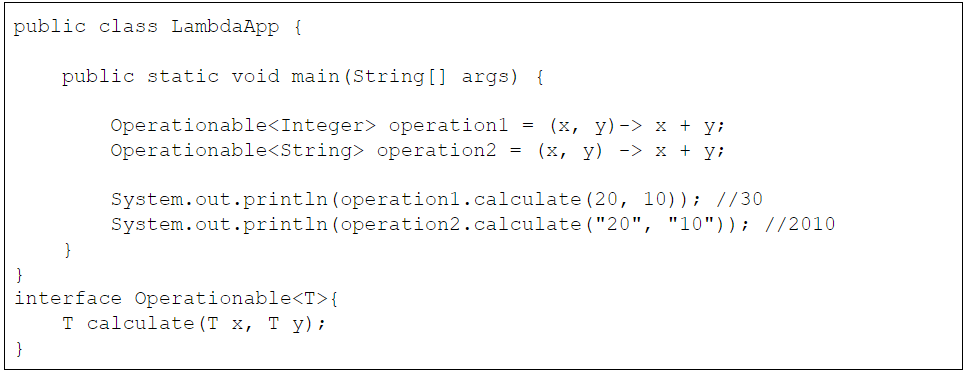 public class LambdaApp {
    public static void main(String[] args) {
        Operationable<Integer> operation1 = (x, y)-> x + y;
        Operationable<String> operation2 = (x, y) -> x + y;
        System.out.println(operation1.calculate(20, 10)); //30
        System.out.println(operation2.calculate("20", "10")); //2010
    }
}
interface Operationable<T>{
    T calculate(T x, T y);
}